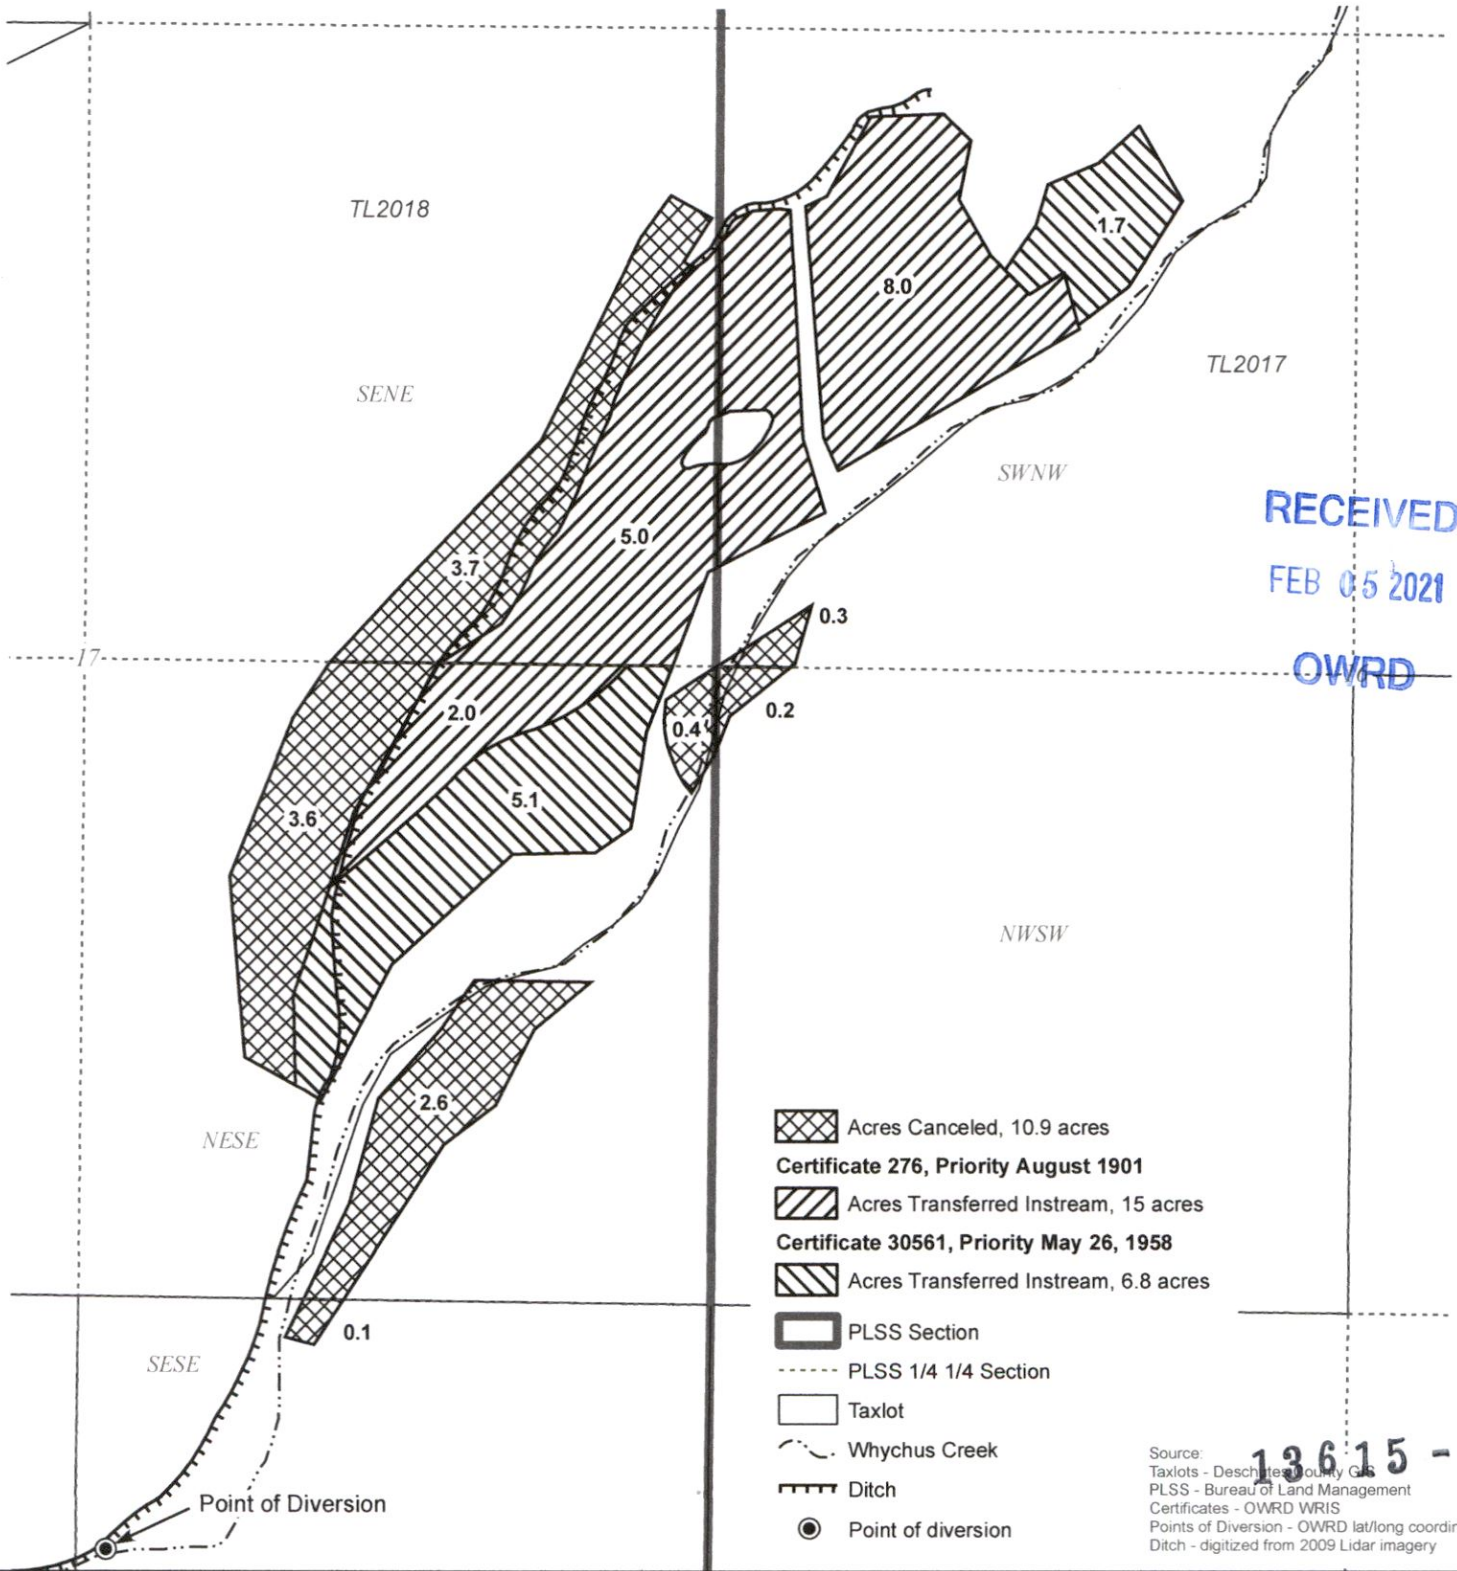 TL2018
1.7
8.0
TL2017
SENE
SWNW
RECEIVED
5.0
3.7
FEB 05 2021
0.3
17
OWRD
2.0
0.4
0.2
5.1
3.6
NWSW
2.6
NESE
Acres Canceled, 10.9 acres
Certificate 276, Priority August 1901
Acres Transferred Instream, 15 acres
Certificate 30561, Priority May 26, 1958
Acres Transferred Instream, 6.8 acres
0.1
PLSS Section
SESE
PLSS 1/4 1/4 Section
Taxlot
Whychus Creek
Ditch
Point of diversion
Point of Diversion
13615 -
Source:
Taxlots - Deschutes County GIS
PLSS - Bureau of Land Management
Certificates - OWRD WRIS
Points of Diversion - OWRD lat/long coordin
Ditch - digitized from 2009 Lidar imagery